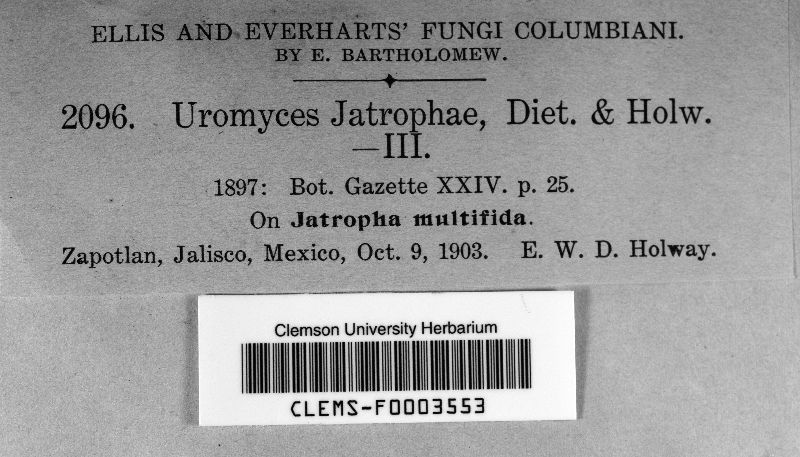 ELLIS AND EVERHARTS' FUNGI COLUMBIANI.
BY E. BARTHOLOMEW.
2096. Uromyces Jatrophae, Diet. & Holw.
—III.
1897: Bot. Gazette XXIV. p. 25.
On Jatropha multifida.
Zapotlan, Jalisco, Mexico, Oct. 9, 1903. E. W. D. Holway.
Clemson University Herbarium
CLEMS-F0003553